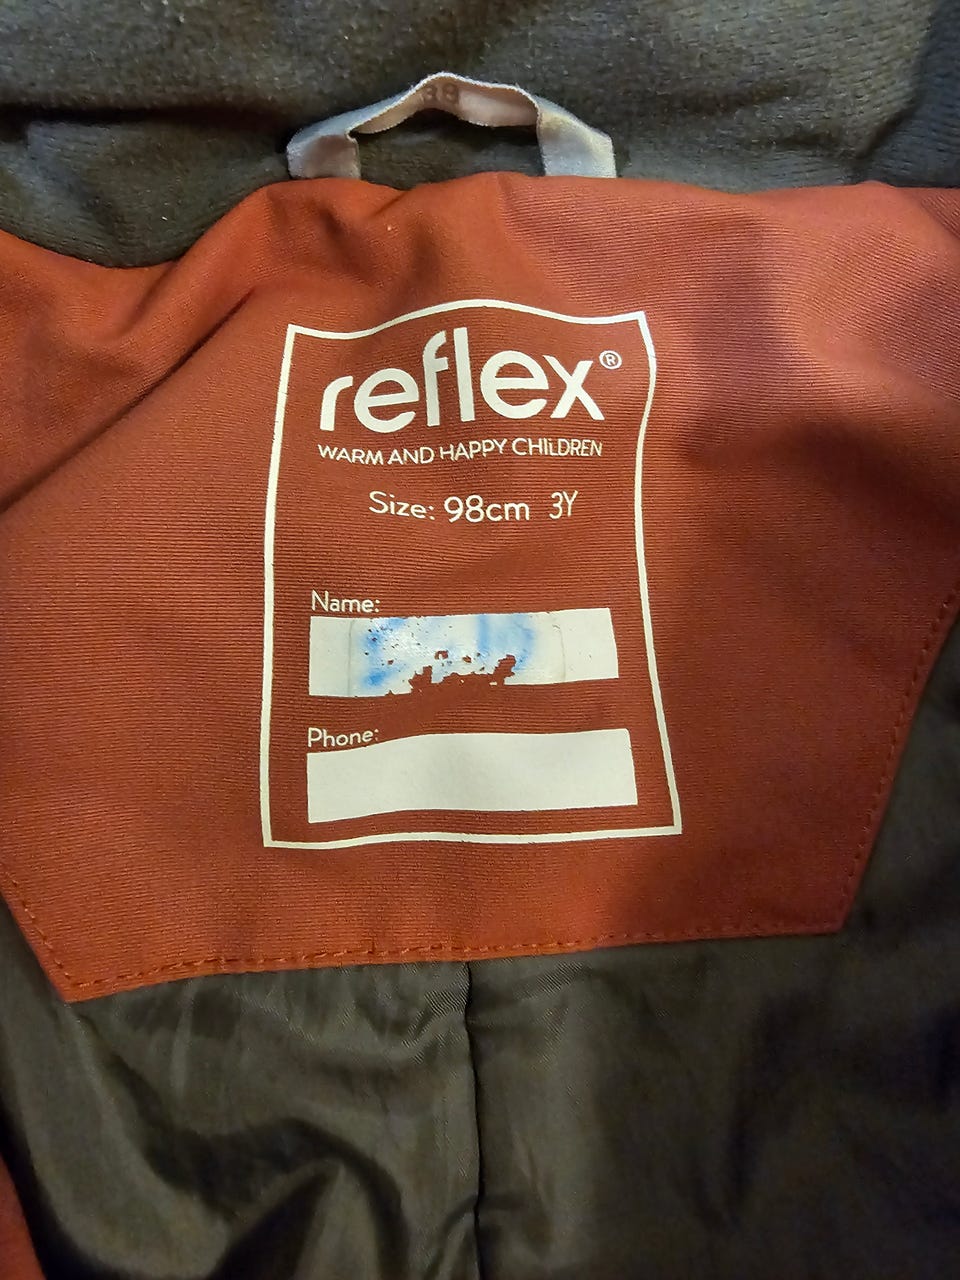 reflex®
WARM AND HAPPY CHILDREN
Size: 98cm 3Y
Name:
Phone: